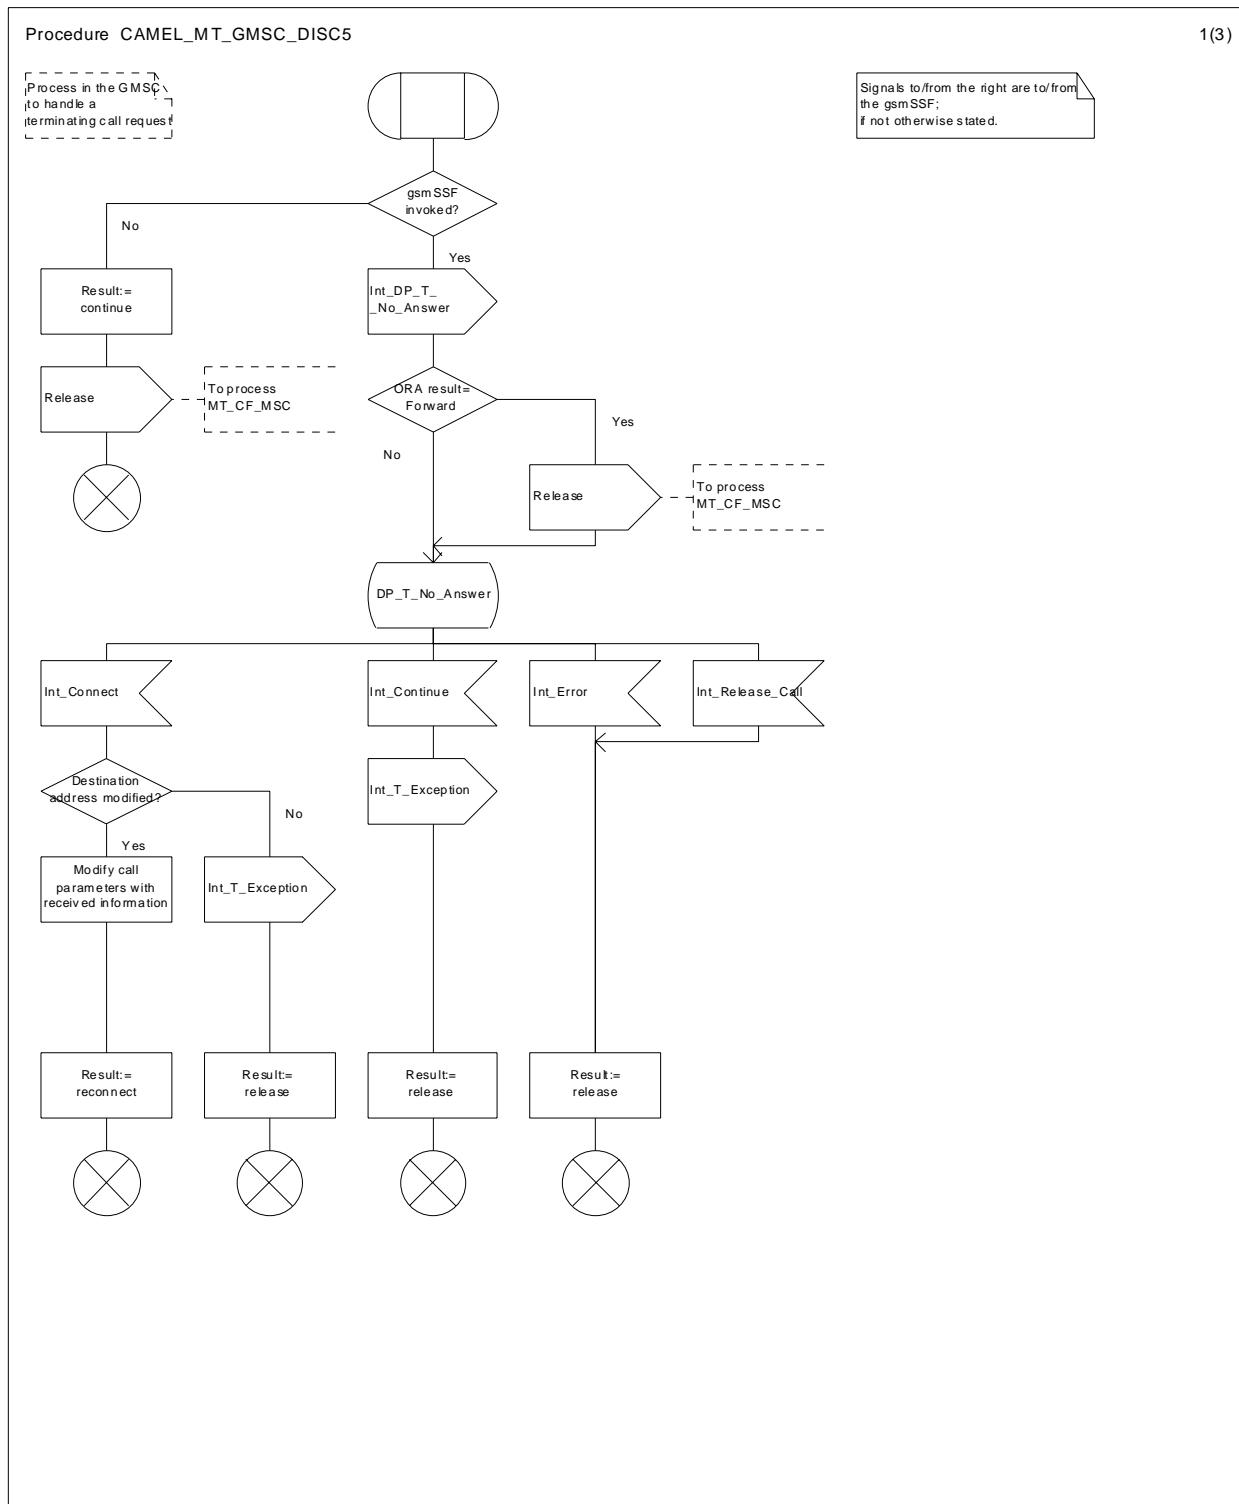 Procedure CAMEL_MT_GMSC_DISC5
1(3)
Process in the GMSC
to handle a
terminating call request
Signals to/from the right are to/from
the gsmSSF;
if not otherwise stated.
gsmSSF
invoked?
No
Yes
Result:=
continue
Int_DP_T_
_No_Answer
Release
To process
MT_CF_MSC
ORA result=
Forward
Yes
No
Release
To process
MT_CF_MSC
DP_T_No_Answer
Int_Connect
Int_Continue
Int_Error
Int_Release_Call
Destination
address modified?
Int_T_Exception
No
Yes
Modify call
parameters with
received information
Int_T_Exception
Result:=
reconnect
Result:=
release
Result:=
release
Result:=
release